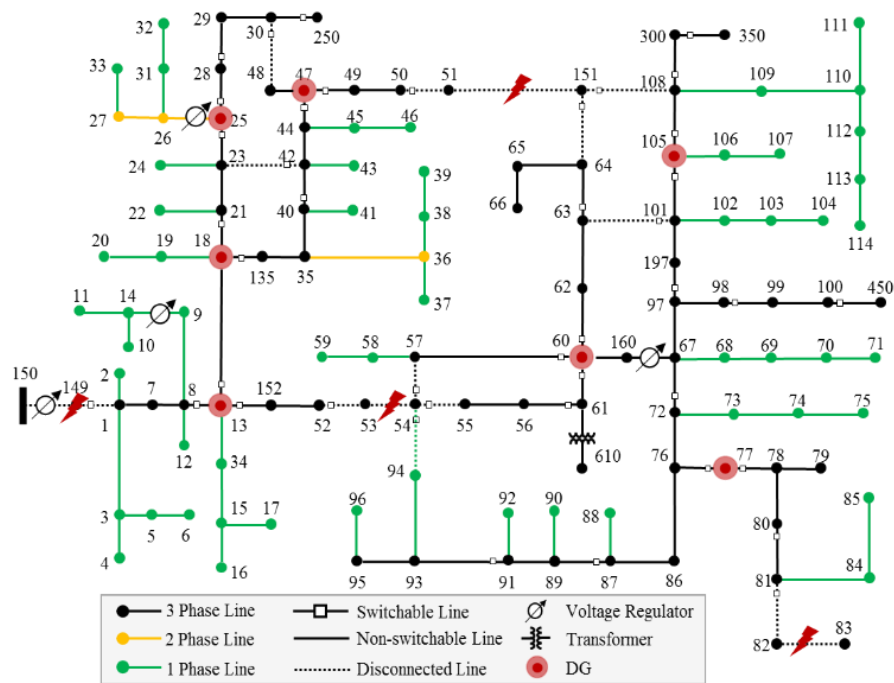 29 30 250
32
300 350
111
33 31 28 48 47 49 50 51 151 108 109 110
27 26 25 44 45 46 105 106 107 112
24 23 42 43 65 64 113
39
22 21 40 41 38 66 63 101 102 103 104 114
20 19 18 135 35 36 197
37 62
11 14 9 97 98 99 100 450
10 59 58 57 60 160 67 68 69 70 71
150 149 2
1 7 8 13 152 52 53 54 55 56 61 72 73 74 75
12
34 94 610 76 77 78 79
96 92 90 88 85
3 5 6 15 17 80
4 16 95 93 91 89 87 86 81 84
82 83
3 Phase Line Switchable Line Voltage Regulator
2 Phase Line Non-switchable Line Transformer
1 Phase Line Disconnected Line DG